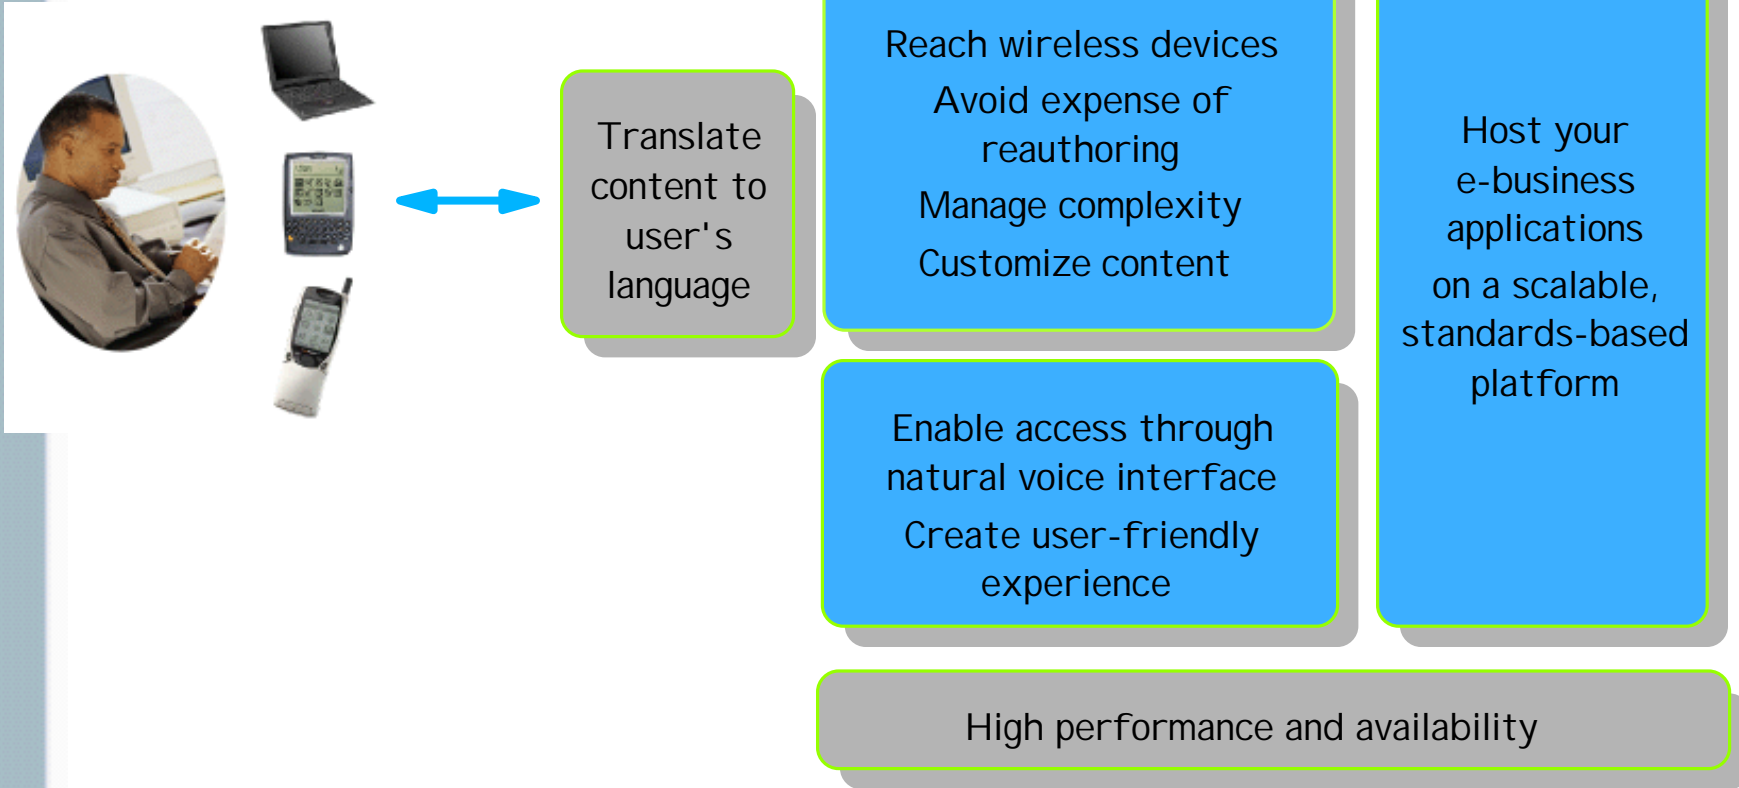 Translate
content to
user's
language
Reach wireless devices
Avoid expense of
reauthoring
Manage complexity
Customize content
Enable access through
natural voice interface
Create user-friendly
experience
Host your
e-business
applications
on a scalable,
standards-based
platform
High performance and availability